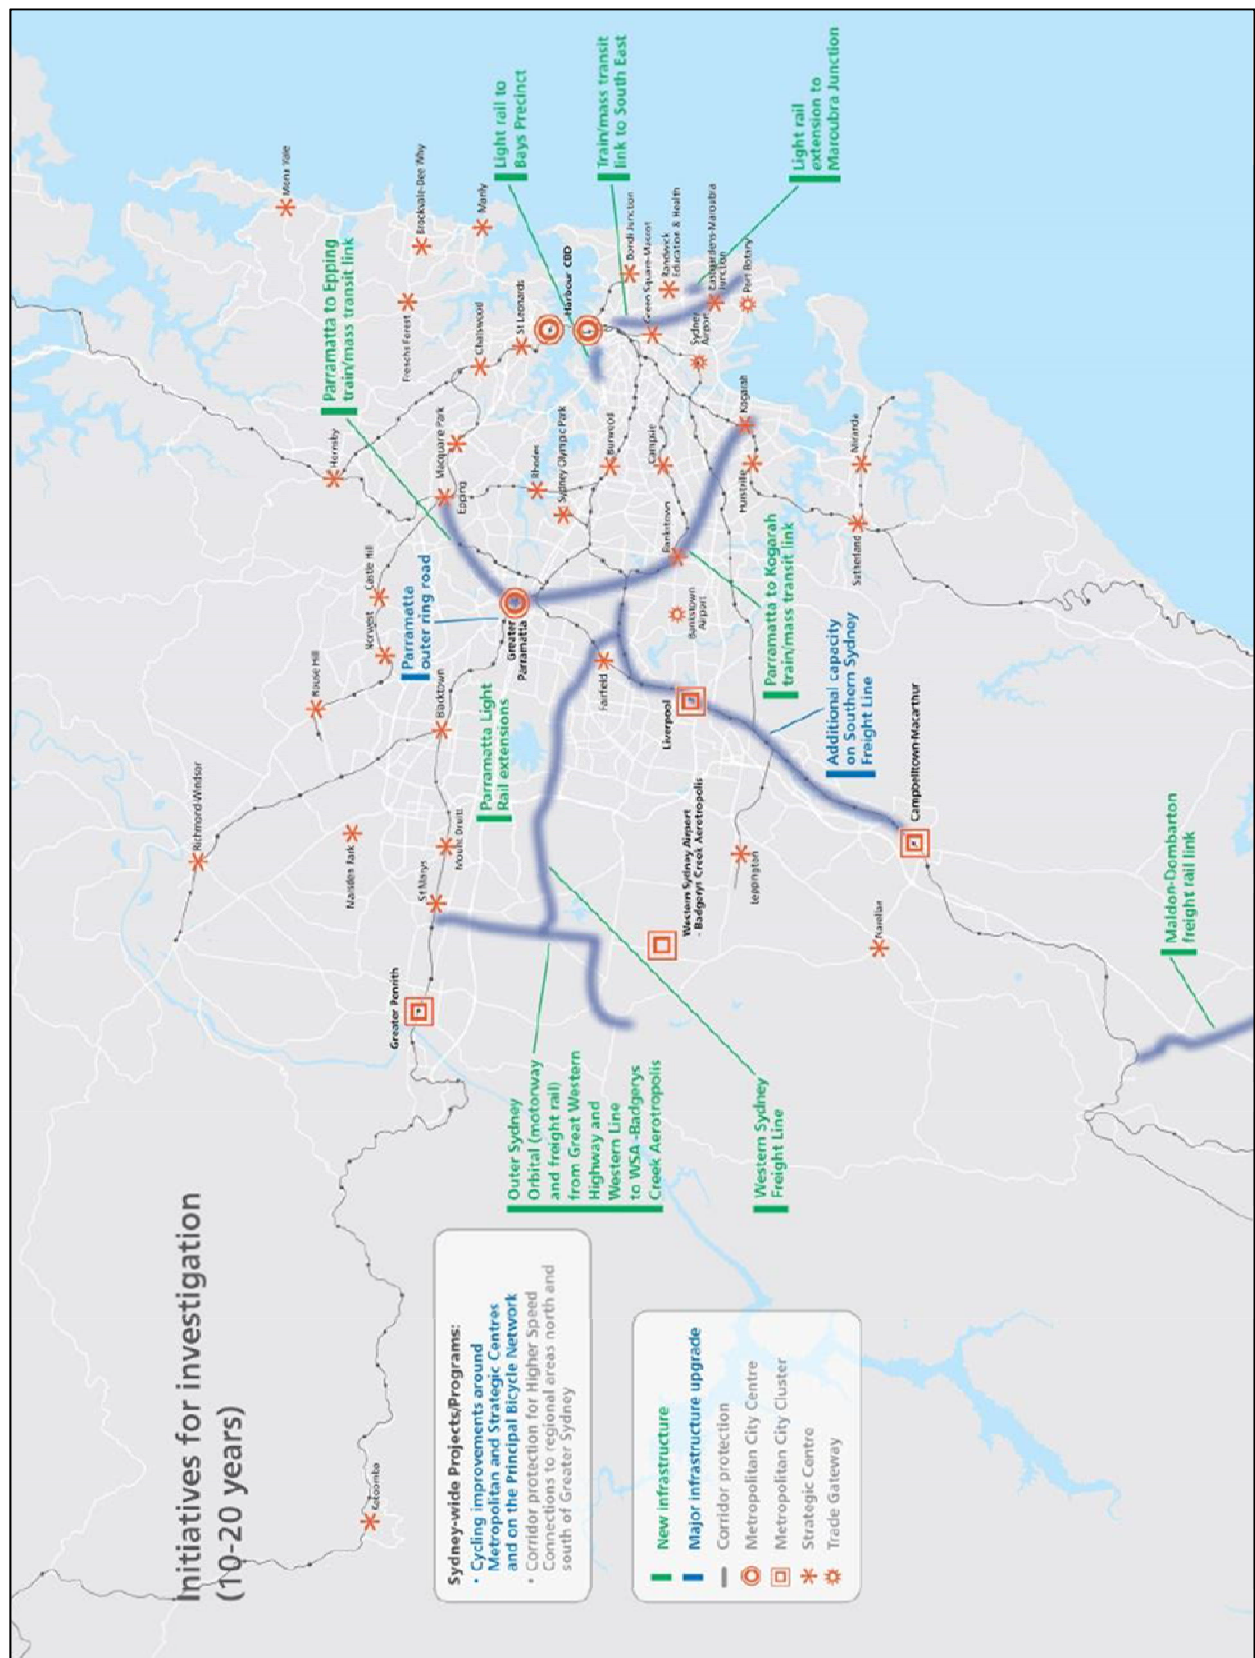 Initiatives for investigation
(10-20 years)
Sydney-wide Projects/Programs:
• Cycling improvements around
Metropolitan and Strategic Centres
and on the Principal Bicycle Network
• Corridor protection for Higher Speed
Connections to regional areas north and
south of Greater Sydney
New infrastructure
Major infrastructure upgrade
Corridor protection
Metropolitan City Centre
Metropolitan City Cluster
Strategic Centre
Trade Gateway
Outer Sydney
Orbital (motorway
and freight rail)
from Great Western
Highway and
Western Line
to WSA -Badgerys
Creek Aerotropolis
Western Sydney
Freight Line
Parramatta Light
Rail extensions
Parramatta
outer ring road
Parramatta to Epping
train/mass transit link
Light rail to
Bays Precinct
Train/mass transit
link to South East
Light rail
extension to
Maroubra Junction
Parramatta to Kogarah
train/mass transit link
Additional capacity
on Southern Sydney
Freight Line
Maldon-Dombarton
freight rail link
Katoomba
Greater Penrith
St Marys
Mount Druitt
Marsden Park
Richmond-Windsor
Blacktown
Rouse Hill
Norwest
Castle Hill
Hornsby
Greater
Parramatta
Epping
Macquarie Park
Rhodes
Sydney Olympic Park
Burwood
Campsie
Chatswood
St Leonards
Frenchs Forest
Brookvale-Dee Why
Manly
Mona Vale
Harbour CBD
Bondi Junction
Green Square-Mascot
Randwick
Education & Health
Eastgardens-Maroubra
Junction
Port Botany
Sydney
Airport
Kogarah
Hurstville
Miranda
Sutherland
Bankstown
Bankstown
Airport
Fairfield
Liverpool
Western Sydney Airport
- Badgerys Creek Aerotropolis
Leppington
Narellan
Campbelltown-Macarthur